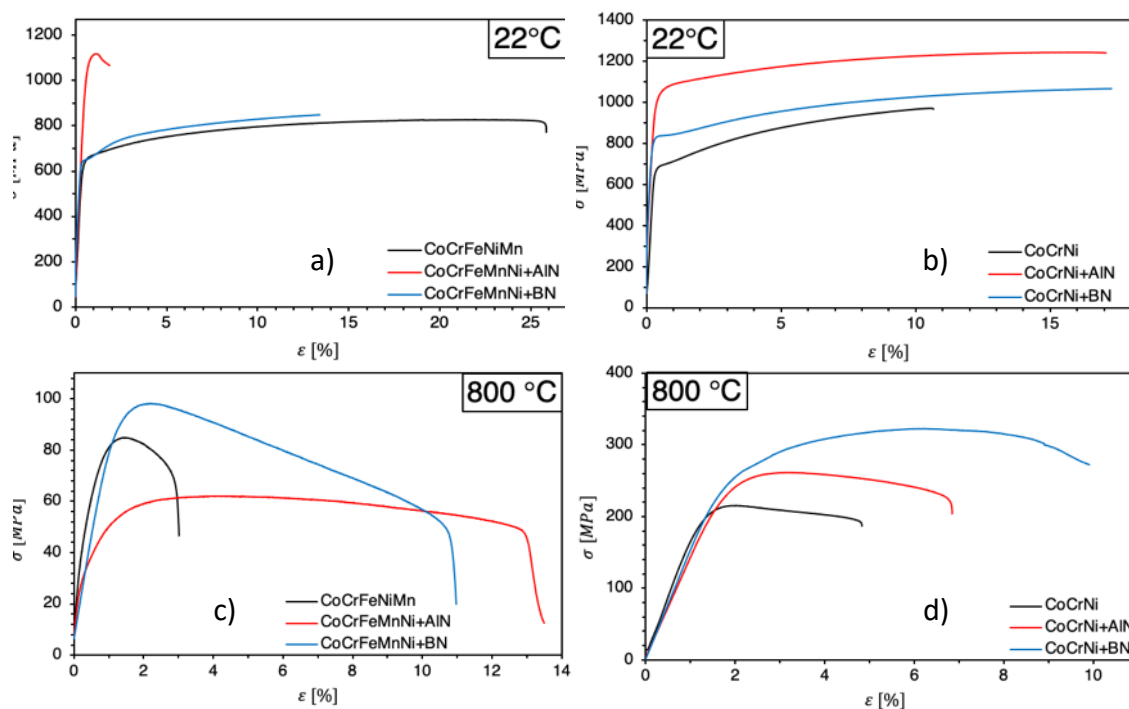 22°C
1200
1000
800
600
400
200
0
a)
CoCrFeNiMn
CoCrFeMnNi+AlN
CoCrFeMnNi+BN
0 5 10 15 20 25
ε [%]
22°C
1400
1200
1000
800
600
400
200
0
σ [MPa]
b)
CoCrNi
CoCrNi+AlN
CoCrNi+BN
0 5 10 15
ε [%]
800 °C
100
80
60
40
20
0
σ [MPa]
c)
CoCrFeNiMn
CoCrFeMnNi+AlN
CoCrFeMnNi+BN
0 2 4 6 8 10 12 14
ε [%]
800 °C
400
300
200
100
0
σ [MPa]
d)
CoCrNi
CoCrNi+AlN
CoCrNi+BN
0 2 4 6 8 10
ε [%]